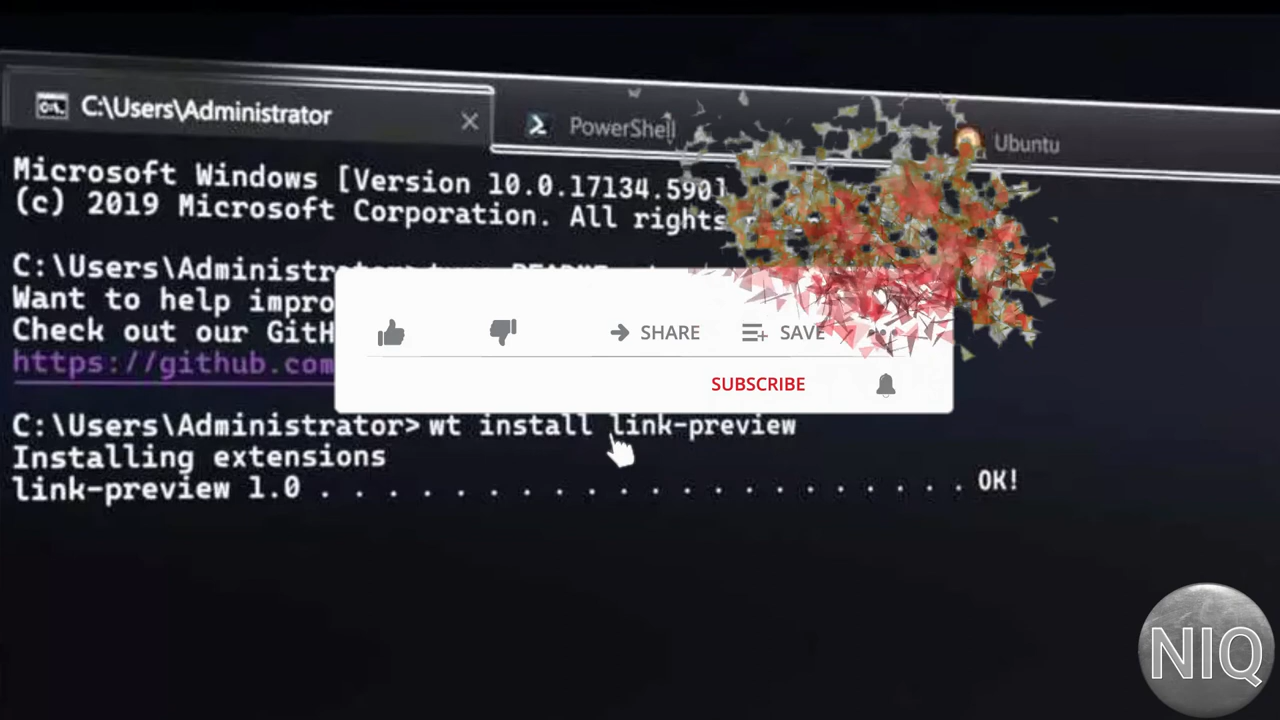 C:\Users\Administrator
PowerShell
Ubuntu
Microsoft Windows [Version 10.0.17134.590]
(c) 2019 Microsoft Corporation. All rights
C:\Users\Administrator>
Want to help impro
Check out our GitH
https://github.com
SHARE
SAVE
SUBSCRIBE
C:\Users\Administrator> wt install link-preview
Installing extensions
link-preview 1.0 . . . . . . . . . . . . . . . . . . . . OK!
NIQ